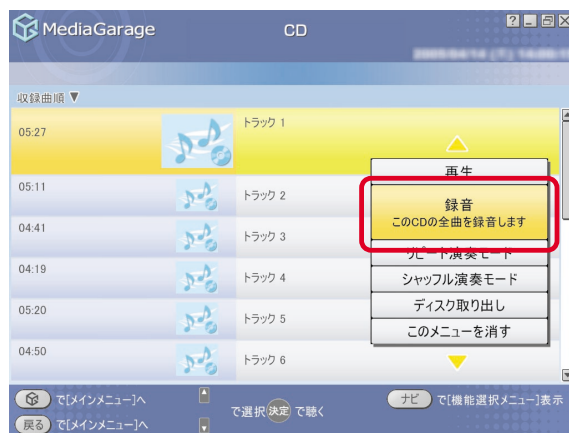 MediaGarage
CD
収録曲順 ▼
05:27
トラック 1
05:11
トラック 2
04:41
トラック 3
04:19
トラック 4
05:20
トラック 5
04:50
トラック 6
再生
録音
このCDの全曲を録音します
リピート演奏モード
シャッフル演奏モード
ディスク取り出し
このメニューを消す
で[メインメニュー]へ
戻る で[メインメニュー]へ
で選択 決定 で聴く
ナビ で[機能選択メニュー]表示